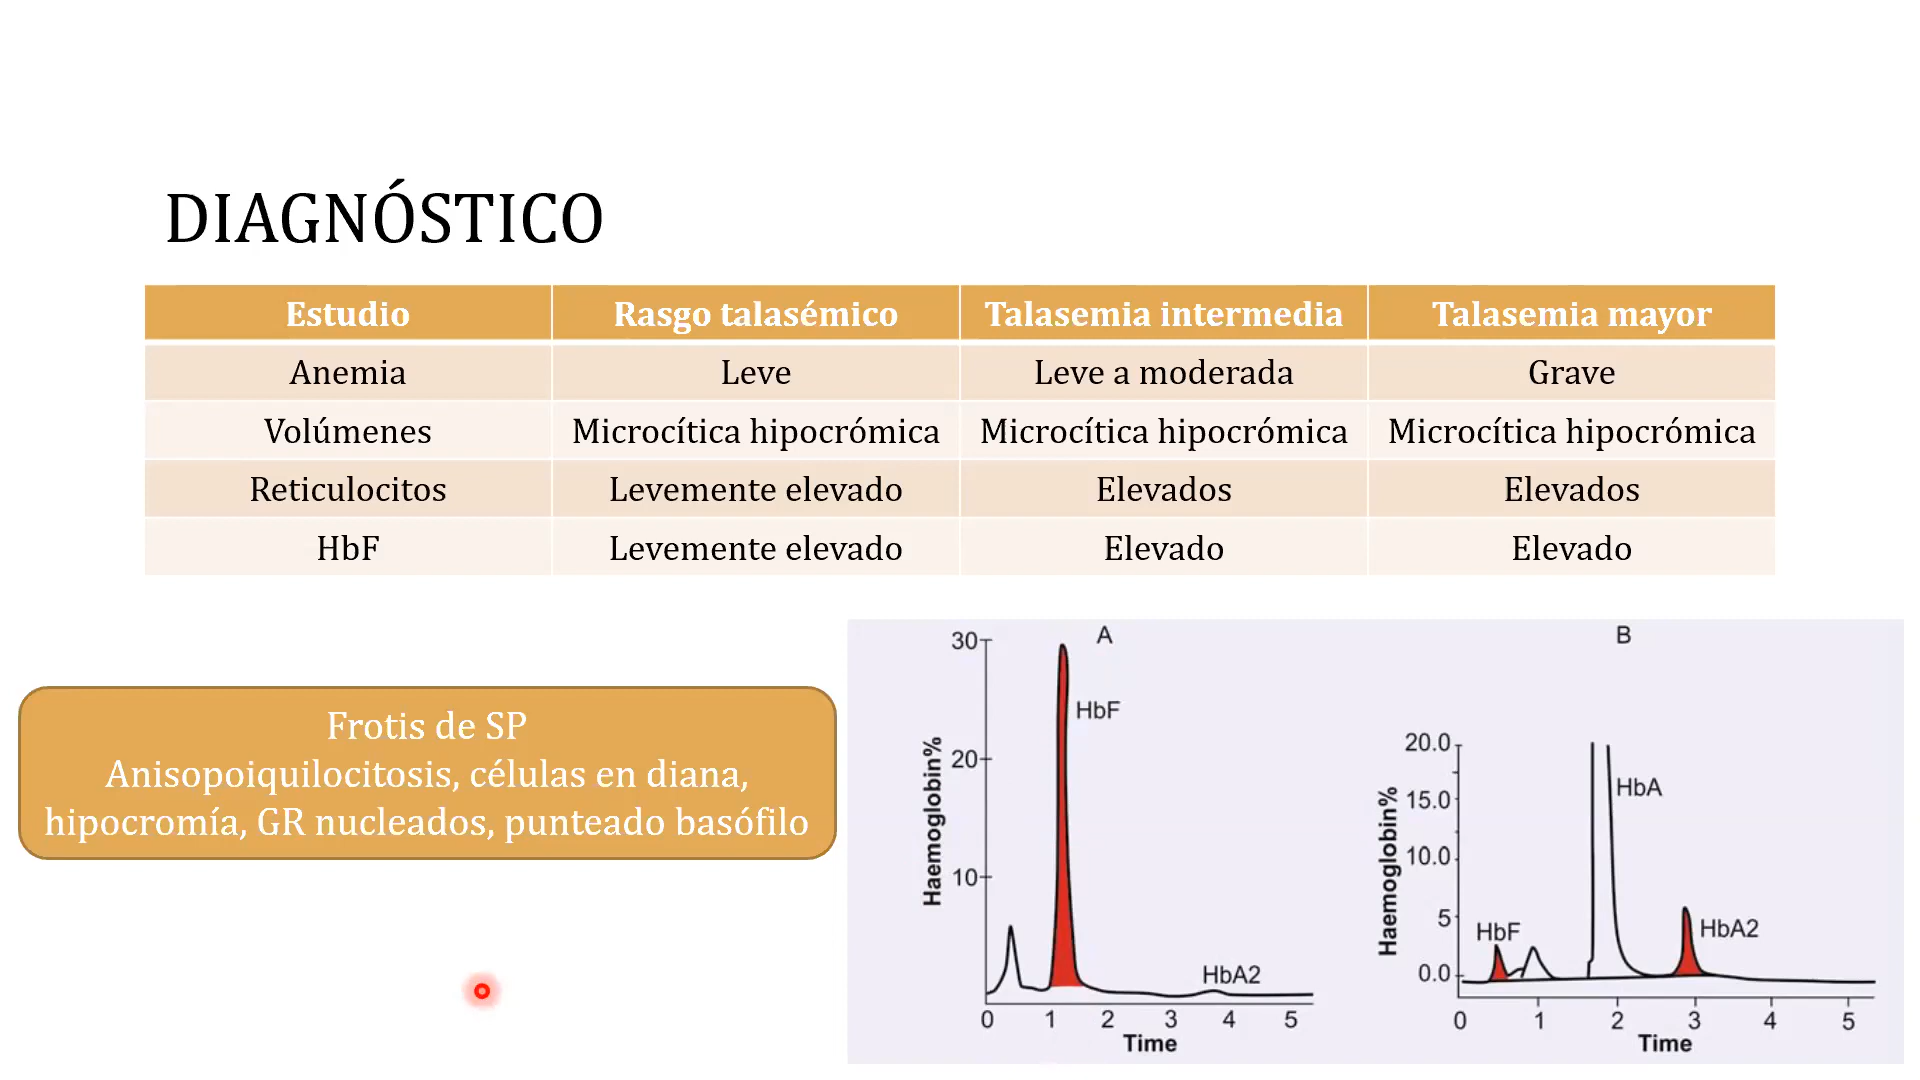 DIAGNÓSTICO
Estudio Rasgo talasémico Talasemia intermedia Talasemia mayor
Anemia Leve Leve a moderada Grave
Volúmenes Microcítica hipocrómica Microcítica hipocrómica Microcítica hipocrómica
Reticulocitos Levemente elevado Elevados Elevados
HbF Levemente elevado Elevado Elevado
Frotis de SP
Anisopoiquilocitosis, células en diana,
hipocromía, GR nucleados, punteado basófilo
A
30
HbF
20
Haemoglobin%
10
HbA2
0 1 2 3 4 5
Time
B
20.0
HbA
15.0
Haemoglobin%
10.0
5
HbF
HbA2
0.0
0 1 2 3 4 5
Time